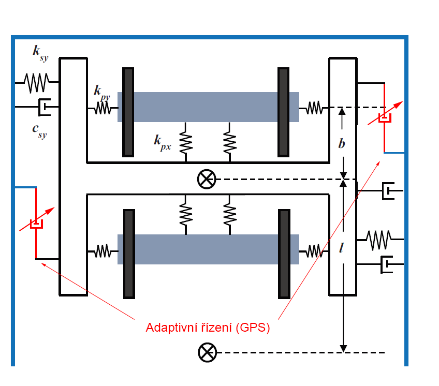 k_sy
k_py
c_sy
k_px
b
l
Adaptivní řízení (GPS)